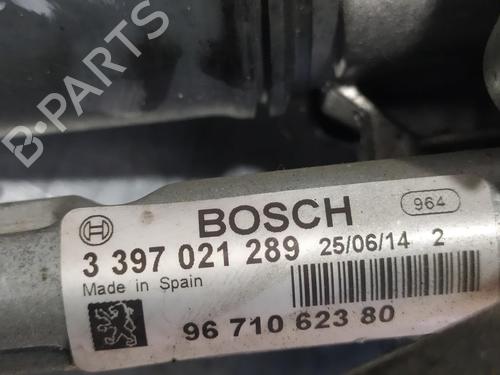 B-PARTS
BOSCH 964
3 397 021 289 25/06/14 2
Made in Spain
96 710 623 80